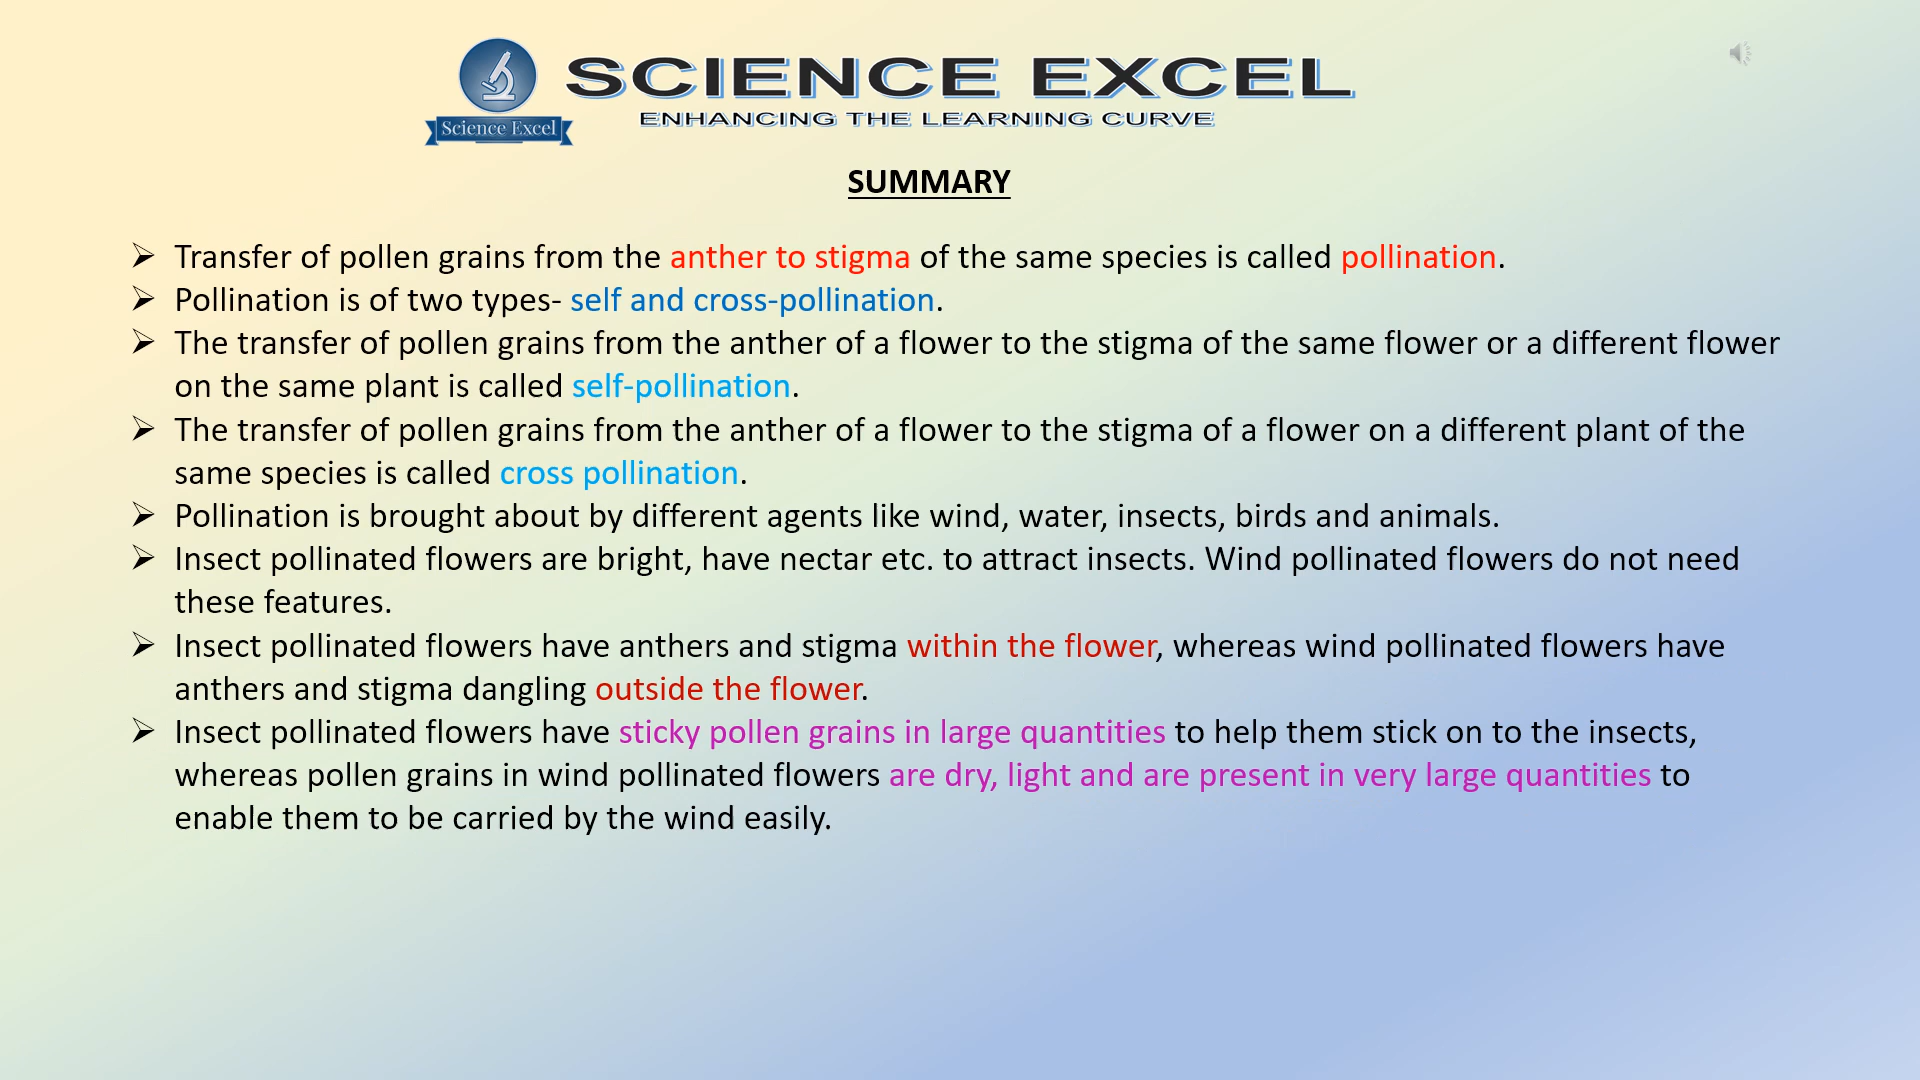 SCIENCE EXCEL
ENHANCING THE LEARNING CURVE
Science Excel
SUMMARY
➢ Transfer of pollen grains from the anther to stigma of the same species is called pollination.
➢ Pollination is of two types- self and cross-pollination.
➢ The transfer of pollen grains from the anther of a flower to the stigma of the same flower or a different flower
on the same plant is called self-pollination.
➢ The transfer of pollen grains from the anther of a flower to the stigma of a flower on a different plant of the
same species is called cross pollination.
➢ Pollination is brought about by different agents like wind, water, insects, birds and animals.
➢ Insect pollinated flowers are bright, have nectar etc. to attract insects. Wind pollinated flowers do not need
these features.
➢ Insect pollinated flowers have anthers and stigma within the flower, whereas wind pollinated flowers have
anthers and stigma dangling outside the flower.
➢ Insect pollinated flowers have sticky pollen grains in large quantities to help them stick on to the insects,
whereas pollen grains in wind pollinated flowers are dry, light and are present in very large quantities to
enable them to be carried by the wind easily.